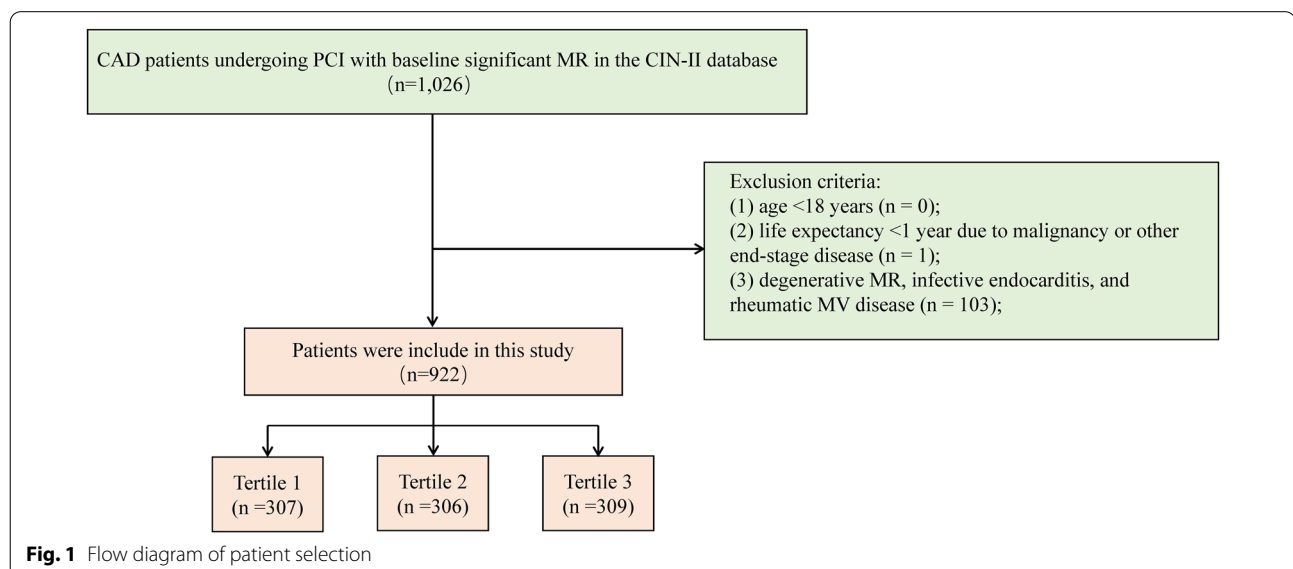 CAD patients undergoing PCI with baseline significant MR in the CIN-II database
(n=1,026)
Exclusion criteria:
(1) age <18 years (n = 0);
(2) life expectancy <1 year due to malignancy or other
end-stage disease (n = 1);
(3) degenerative MR, infective endocarditis, and
rheumatic MV disease (n = 103);
Patients were include in this study
(n=922)
Tertile 1
(n =307)
Tertile 2
(n =306)
Tertile 3
(n =309)
Fig. 1 Flow diagram of patient selection